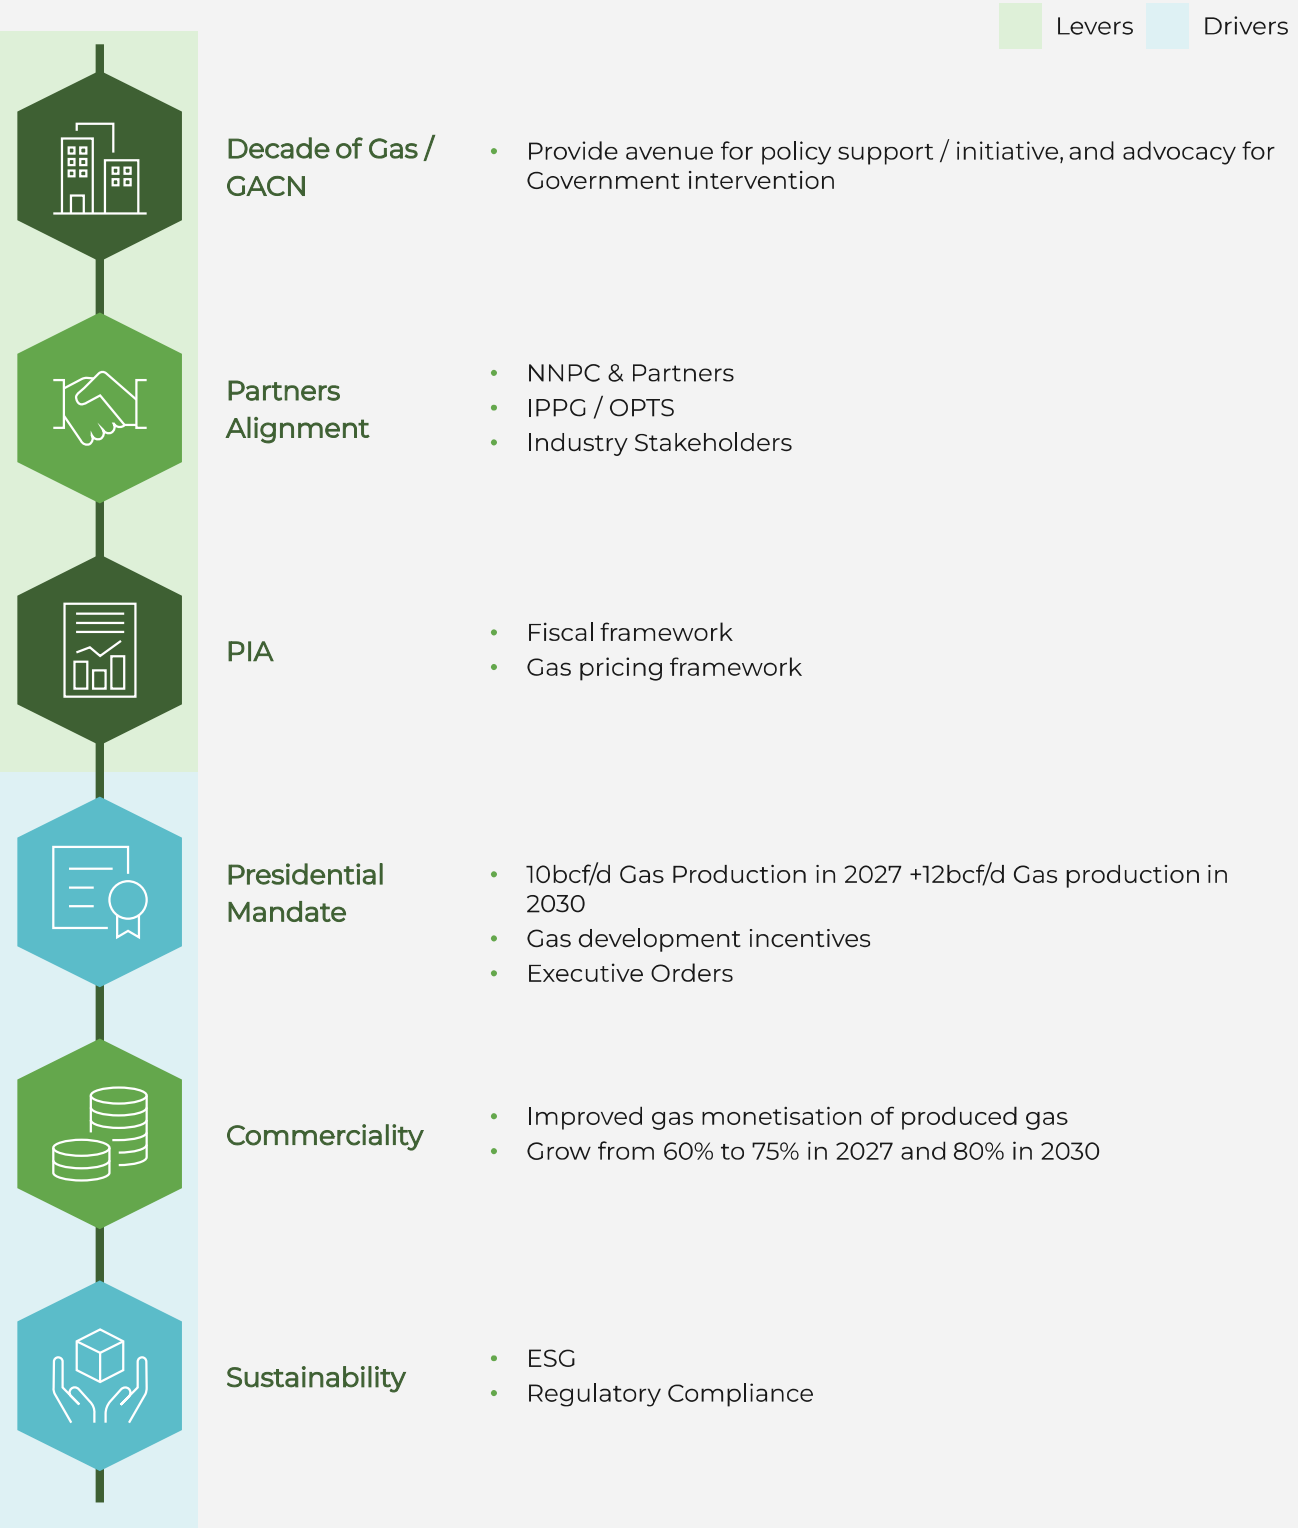 Levers
Drivers
Decade of Gas /
GACN
• Provide avenue for policy support / initiative, and advocacy for
Government intervention
Partners
Alignment
• NNPC & Partners
• IPPG / OPTS
• Industry Stakeholders
PIA
• Fiscal framework
• Gas pricing framework
Presidential
Mandate
• 10bcf/d Gas Production in 2027 +12bcf/d Gas production in
2030
• Gas development incentives
• Executive Orders
Commerciality
• Improved gas monetisation of produced gas
• Grow from 60% to 75% in 2027 and 80% in 2030
Sustainability
• ESG
• Regulatory Compliance